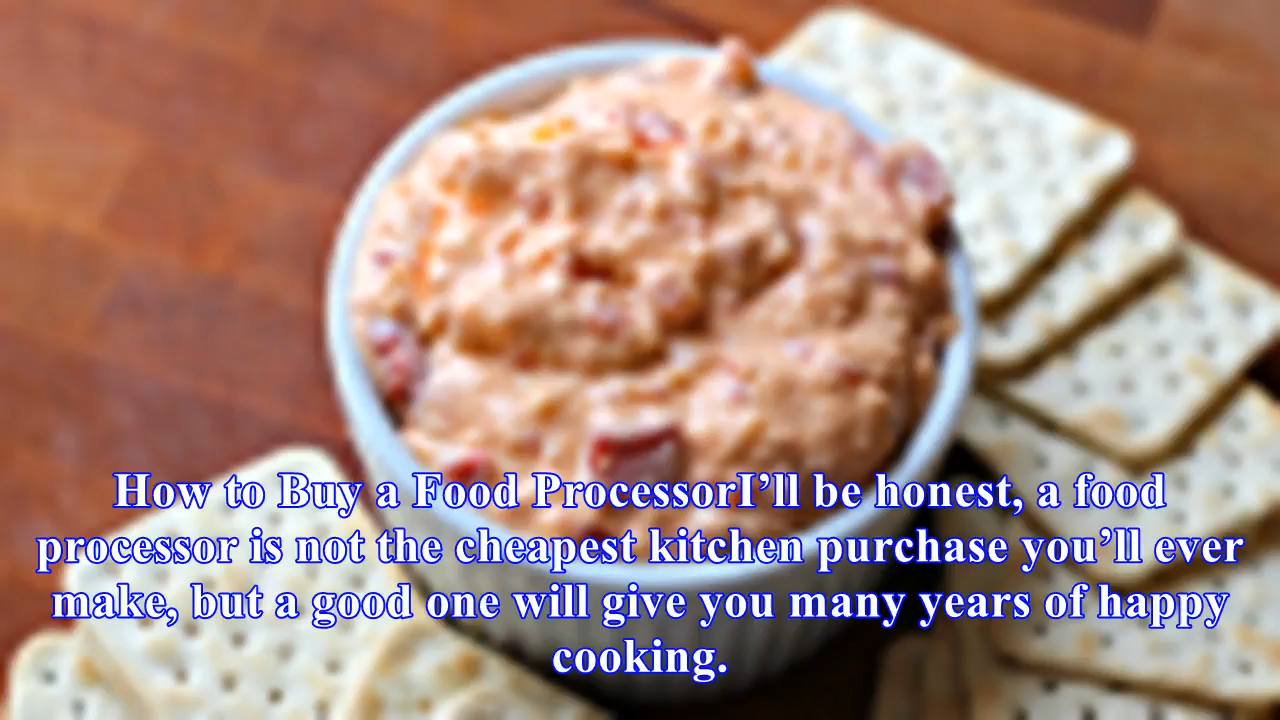 How to Buy a Food ProcessorI’ll be honest, a food
processor is not the cheapest kitchen purchase you’ll ever
make, but a good one will give you many years of happy
cooking.